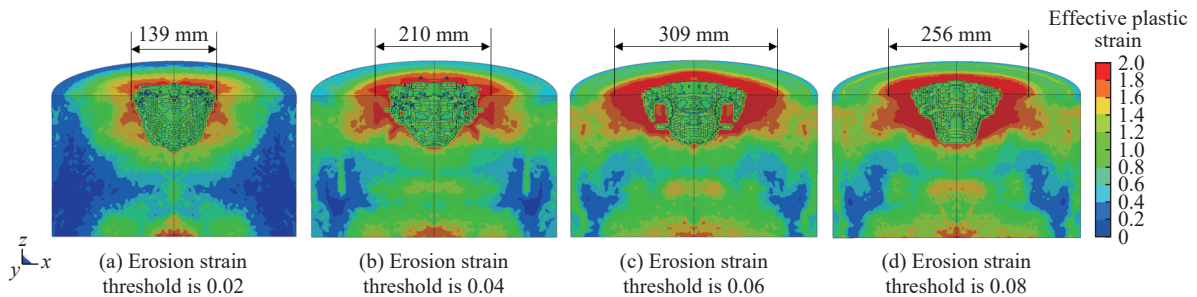 139 mm
210 mm
309 mm
256 mm
Effective plastic
strain
2.0
1.8
1.6
1.4
1.2
1.0
0.8
0.6
0.4
0.2
0
z
y x
(a) Erosion strain
threshold is 0.02
(b) Erosion strain
threshold is 0.04
(c) Erosion strain
threshold is 0.06
(d) Erosion strain
threshold is 0.08